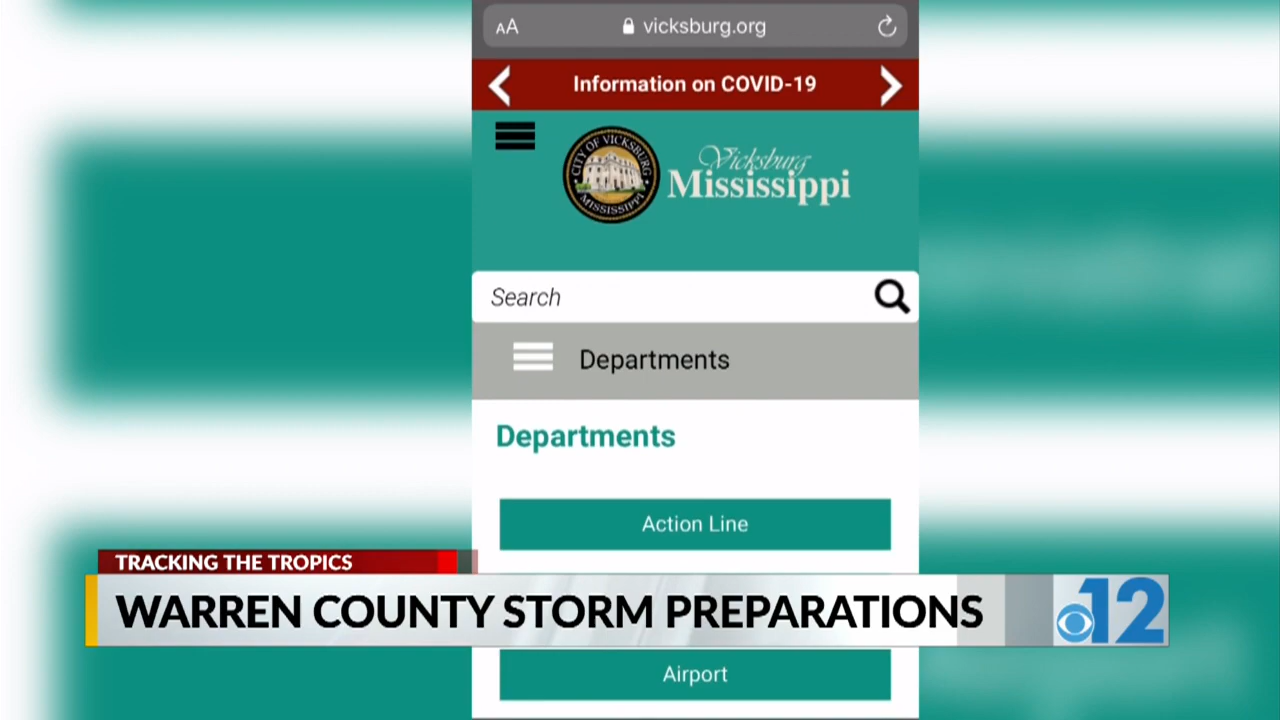 AA
vicksburg.org
Information on COVID-19
CITY OF VICKSBURG
MISSISSIPPI
Vicksburg
Mississippi
Search
Departments
Departments
Action Line
TRACKING THE TROPICS
WARREN COUNTY STORM PREPARATIONS
12
Airport